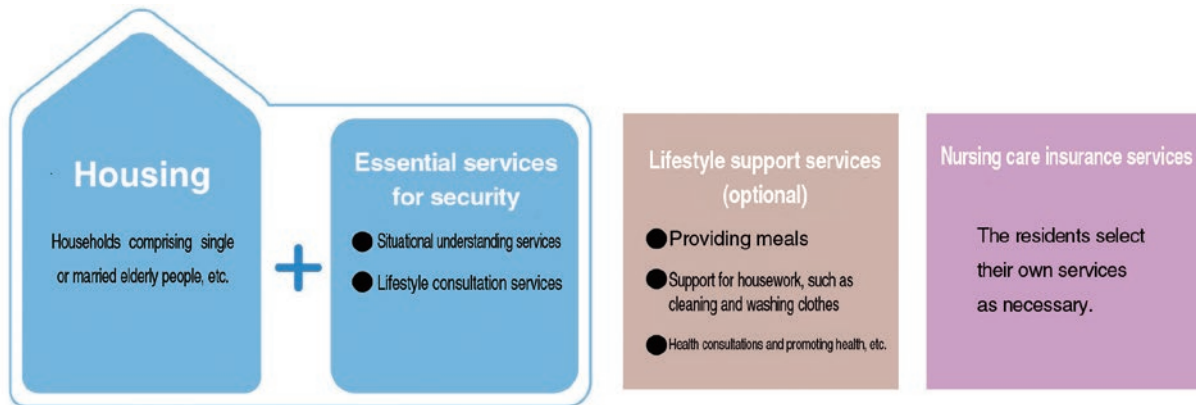 Housing
Households comprising single
or married elderly people, etc.
+
Essential services
for security
● Situational understanding services
● Lifestyle consultation services
Lifestyle support services
(optional)
● Providing meals
● Support for housework, such as
cleaning and washing clothes
● Health consultations and promoting health, etc.
Nursing care insurance services
The residents select
their own services
as necessary.